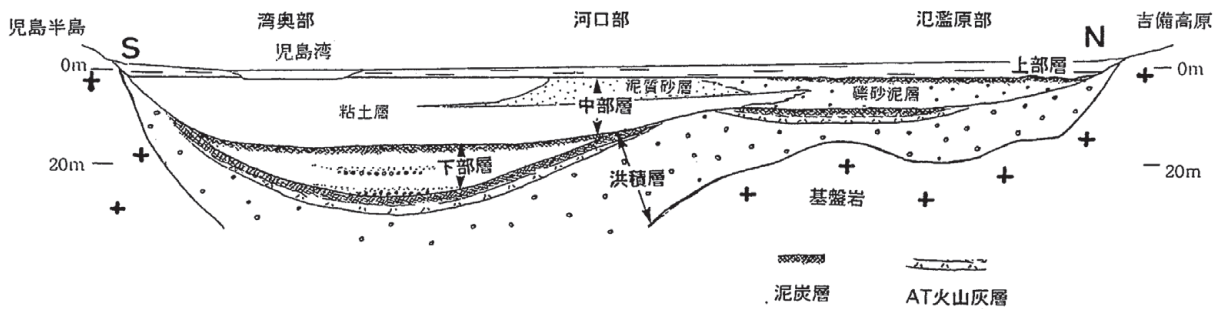 湾奥部
河口部
氾濫原部
児島半島
吉備高原
S
N
児島湾
0m
0m
上部層
泥質砂層
礫砂泥層
中部層
粘土層
下部層
20m
20m
洪積層
基盤岩
泥炭層
AT火山灰層